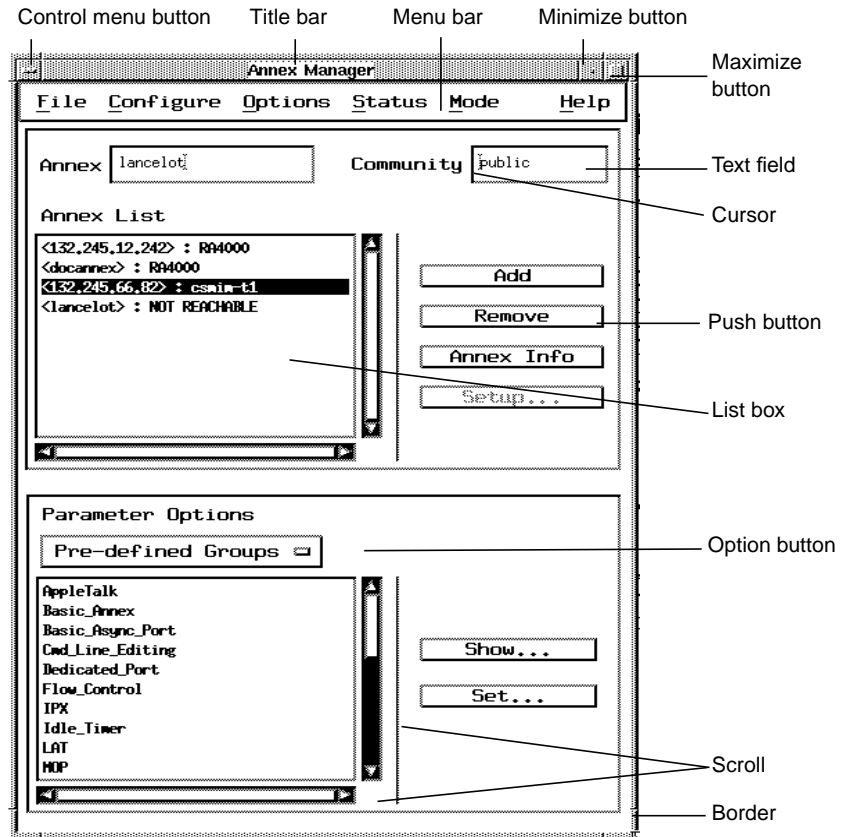 Control menu button Title bar Menu bar Minimize button
Maximize
button
Annex Manager
File Configure Options Status Mode Help
Annex lancelot Community public
Text field
Cursor
Annex List
<132.245.12.242> : RA4000
<docannex> : RA4000
<132.245.66.82> : csmim-t1
<lancelot> : NOT REACHABLE
Add
Remove
Push button
Annex Info
Setup...
List box
Parameter Options
Pre-defined Groups
Option button
AppleTalk
Basic_Annex
Basic_Async_Port
Cmd_Line_Editing
Dedicated_Port
Flow_Control
IPX
Idle_Timer
LAT
MOP
Show...
Set...
Scroll
Border